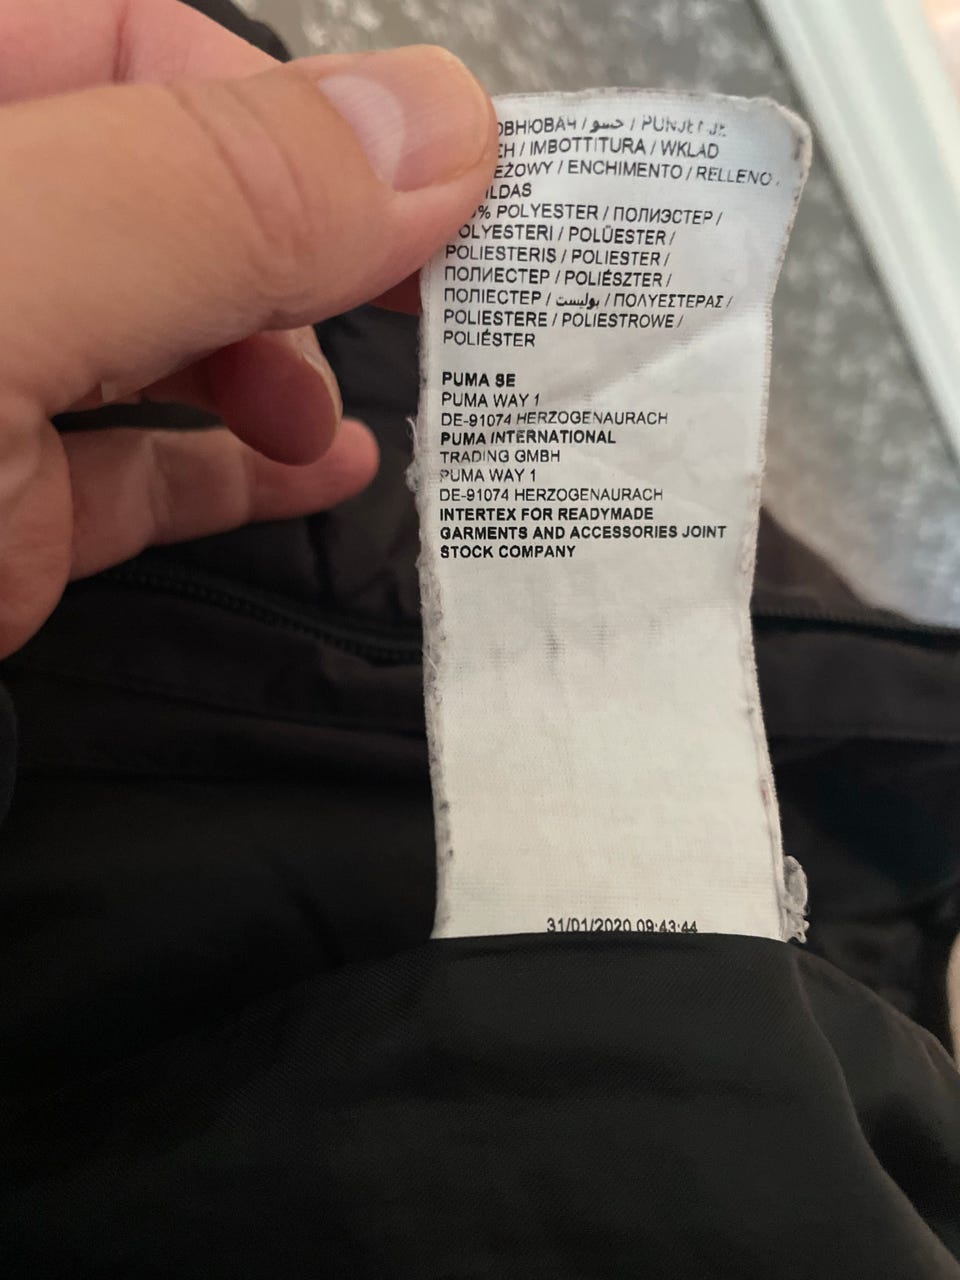 / حشو / PUNJENJE
/ IMBOTTITURA / WKLAD
/ ENCHIMENTO / RELLENO
% POLYESTER / ПОЛИЭСТЕР /
/ POLÜESTER /
POLIESTERIS / POLIESTER /
ПОЛИЕСТЕР / POLIÉSZTER /
ПОЛІЕСТЕР / بوليستر / ΠΟΛΥΕΣΤΕΡΑΣ /
POLIESTERE / POLIESTROWE /
POLIÉSTER
PUMA SE
PUMA WAY 1
DE-91074 HERZOGENAURACH
PUMA INTERNATIONAL
TRADING GMBH
PUMA WAY 1
DE-91074 HERZOGENAURACH
INTERTEX FOR READYMADE
GARMENTS AND ACCESSORIES JOINT
STOCK COMPANY
31/01/2020 09:43:44